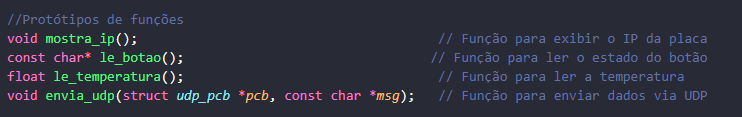 //Protótipos de funções
void mostra_ip(); // Função para exibir o IP da placa
const char* le_botao(); // Função para ler o estado do botão
float le_temperatura(); // Função para ler a temperatura
void envia_udp(struct udp_pcb *pcb, const char *msg); // Função para enviar dados via UDP